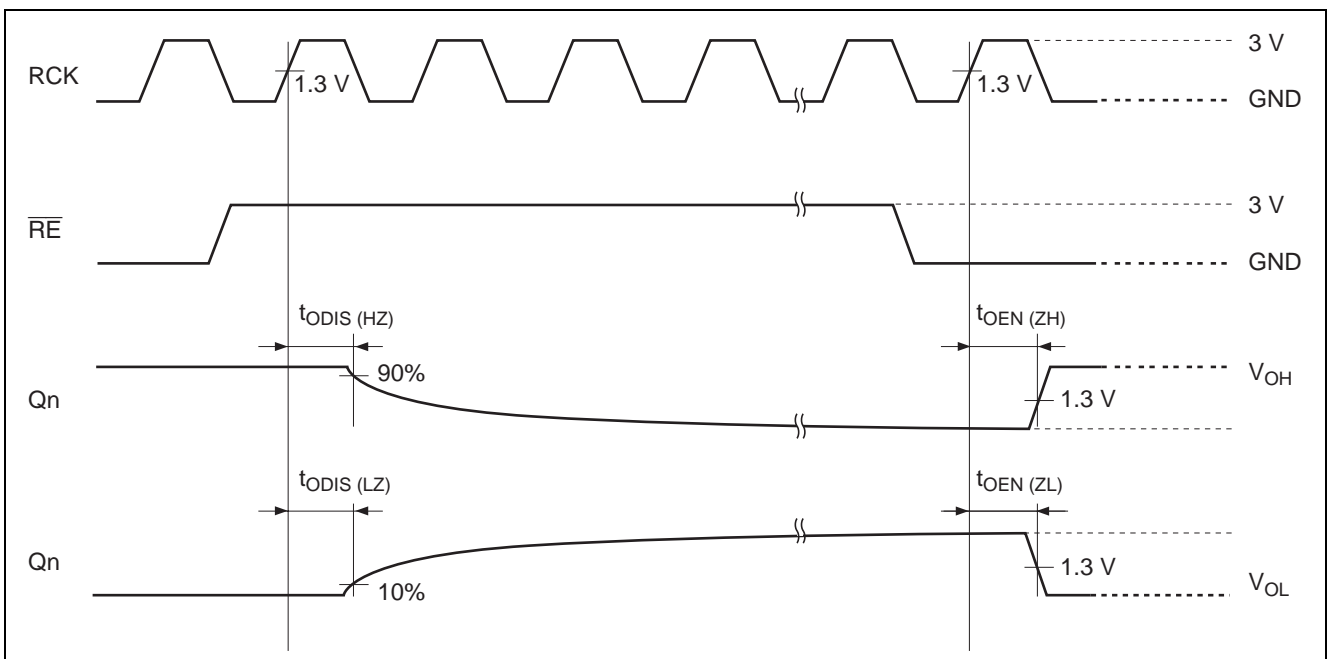 3 V
RCK
1.3 V
1.3 V
GND
3 V
RE
GND
tODIS (HZ)
tOEN (ZH)
90%
VOH
Qn
1.3 V
tODIS (LZ)
tOEN (ZL)
Qn
1.3 V
10%
VOL